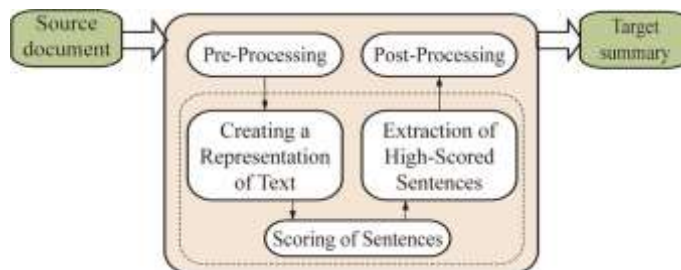 Source
document
Pre-Processing
Post-Processing
Target
summary
Creating a
Representation
of Text
Extraction of
High-Scored
Sentences
Scoring of Sentences